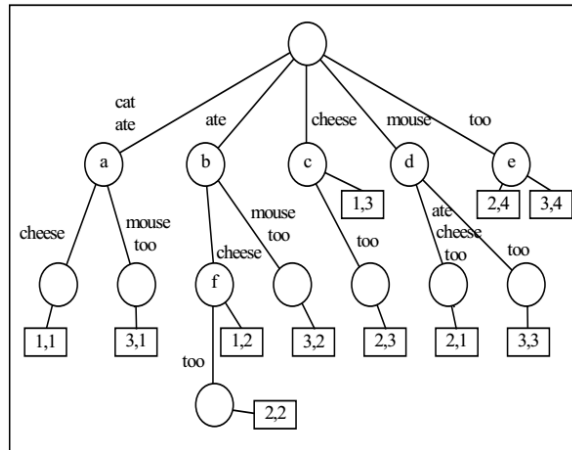 cat
ate
ate
cheese
mouse
too
a
b
c
d
e
2,4
3,4
1,3
cheese
mouse
too
mouse
too
cheese
too
ate
cheese
too
too
f
1,1
3,1
1,2
3,2
2,3
2,1
3,3
too
2,2